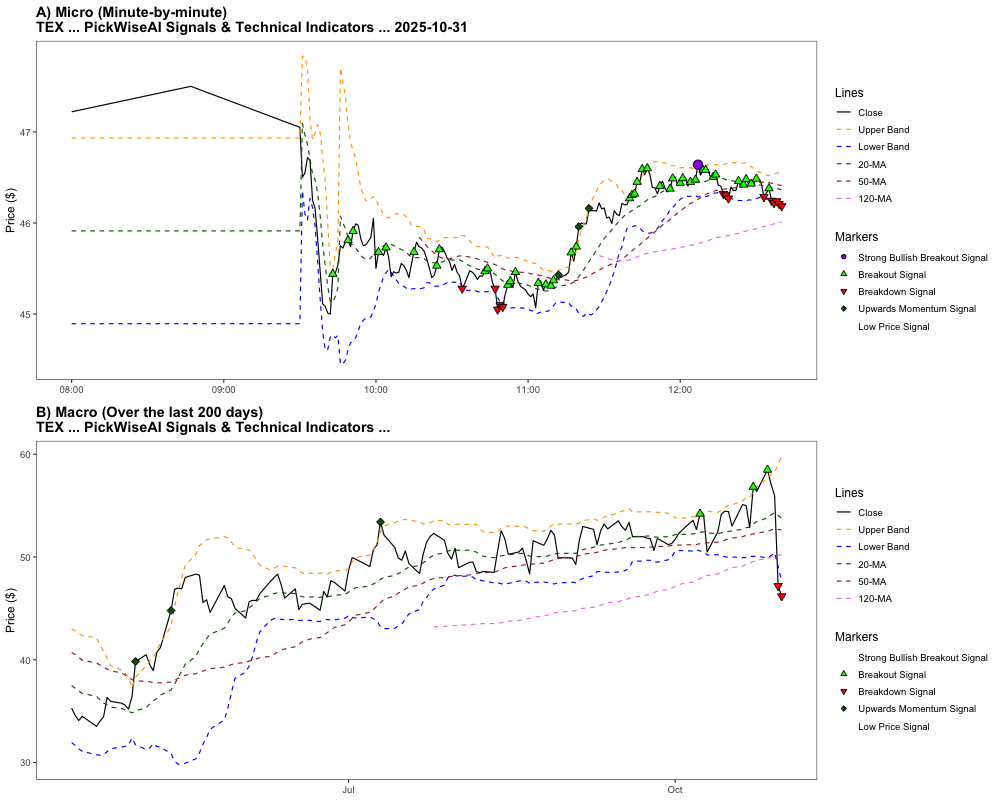 A) Micro (Minute-by-minute)
TEX ... PickWiseAI Signals & Technical Indicators ... 2025-10-31
Price ($)
47
46
45
08:00
09:00
10:00
11:00
12:00
Lines
Close
Upper Band
Lower Band
20-MA
50-MA
120-MA
Markers
Strong Bullish Breakout Signal
Breakout Signal
Breakdown Signal
Upwards Momentum Signal
Low Price Signal
B) Macro (Over the last 200 days)
TEX ... PickWiseAI Signals & Technical Indicators ...
Price ($)
60
50
40
30
Jul
Oct
Lines
Close
Upper Band
Lower Band
20-MA
50-MA
120-MA
Markers
Strong Bullish Breakout Signal
Breakout Signal
Breakdown Signal
Upwards Momentum Signal
Low Price Signal